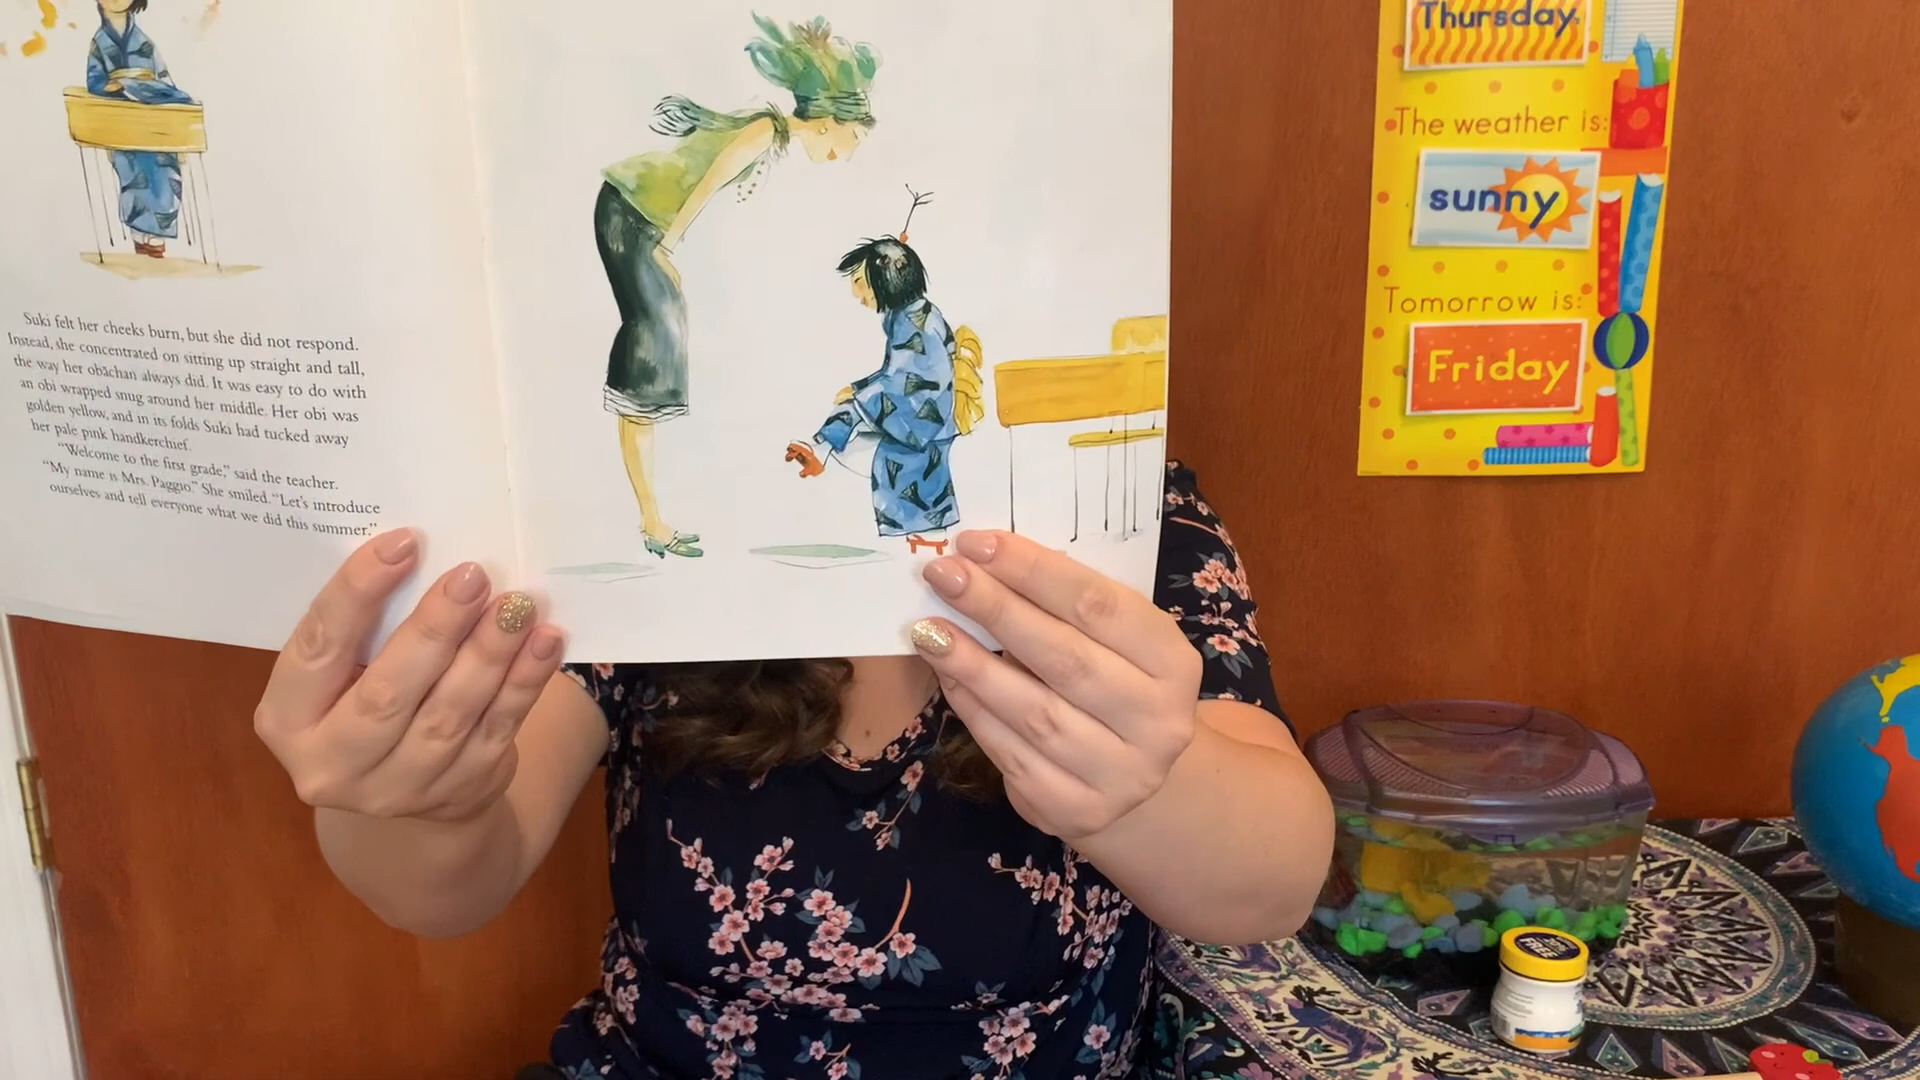 Suki felt her cheeks burn, but she did not respond.
Instead, she concentrated on sitting up straight and tall,
the way her obāchan always did. It was easy to do with
an obi wrapped snug around her middle. Her obi was
golden yellow, and in its folds Suki had tucked away
her pale pink handkerchief.
“Welcome to the first grade,” said the teacher.
“My name is Mrs. Paggio.” She smiled. “Let’s introduce
ourselves and tell everyone what we did this summer.”
Thursday
The weather is:
sunny
Tomorrow is:
Friday